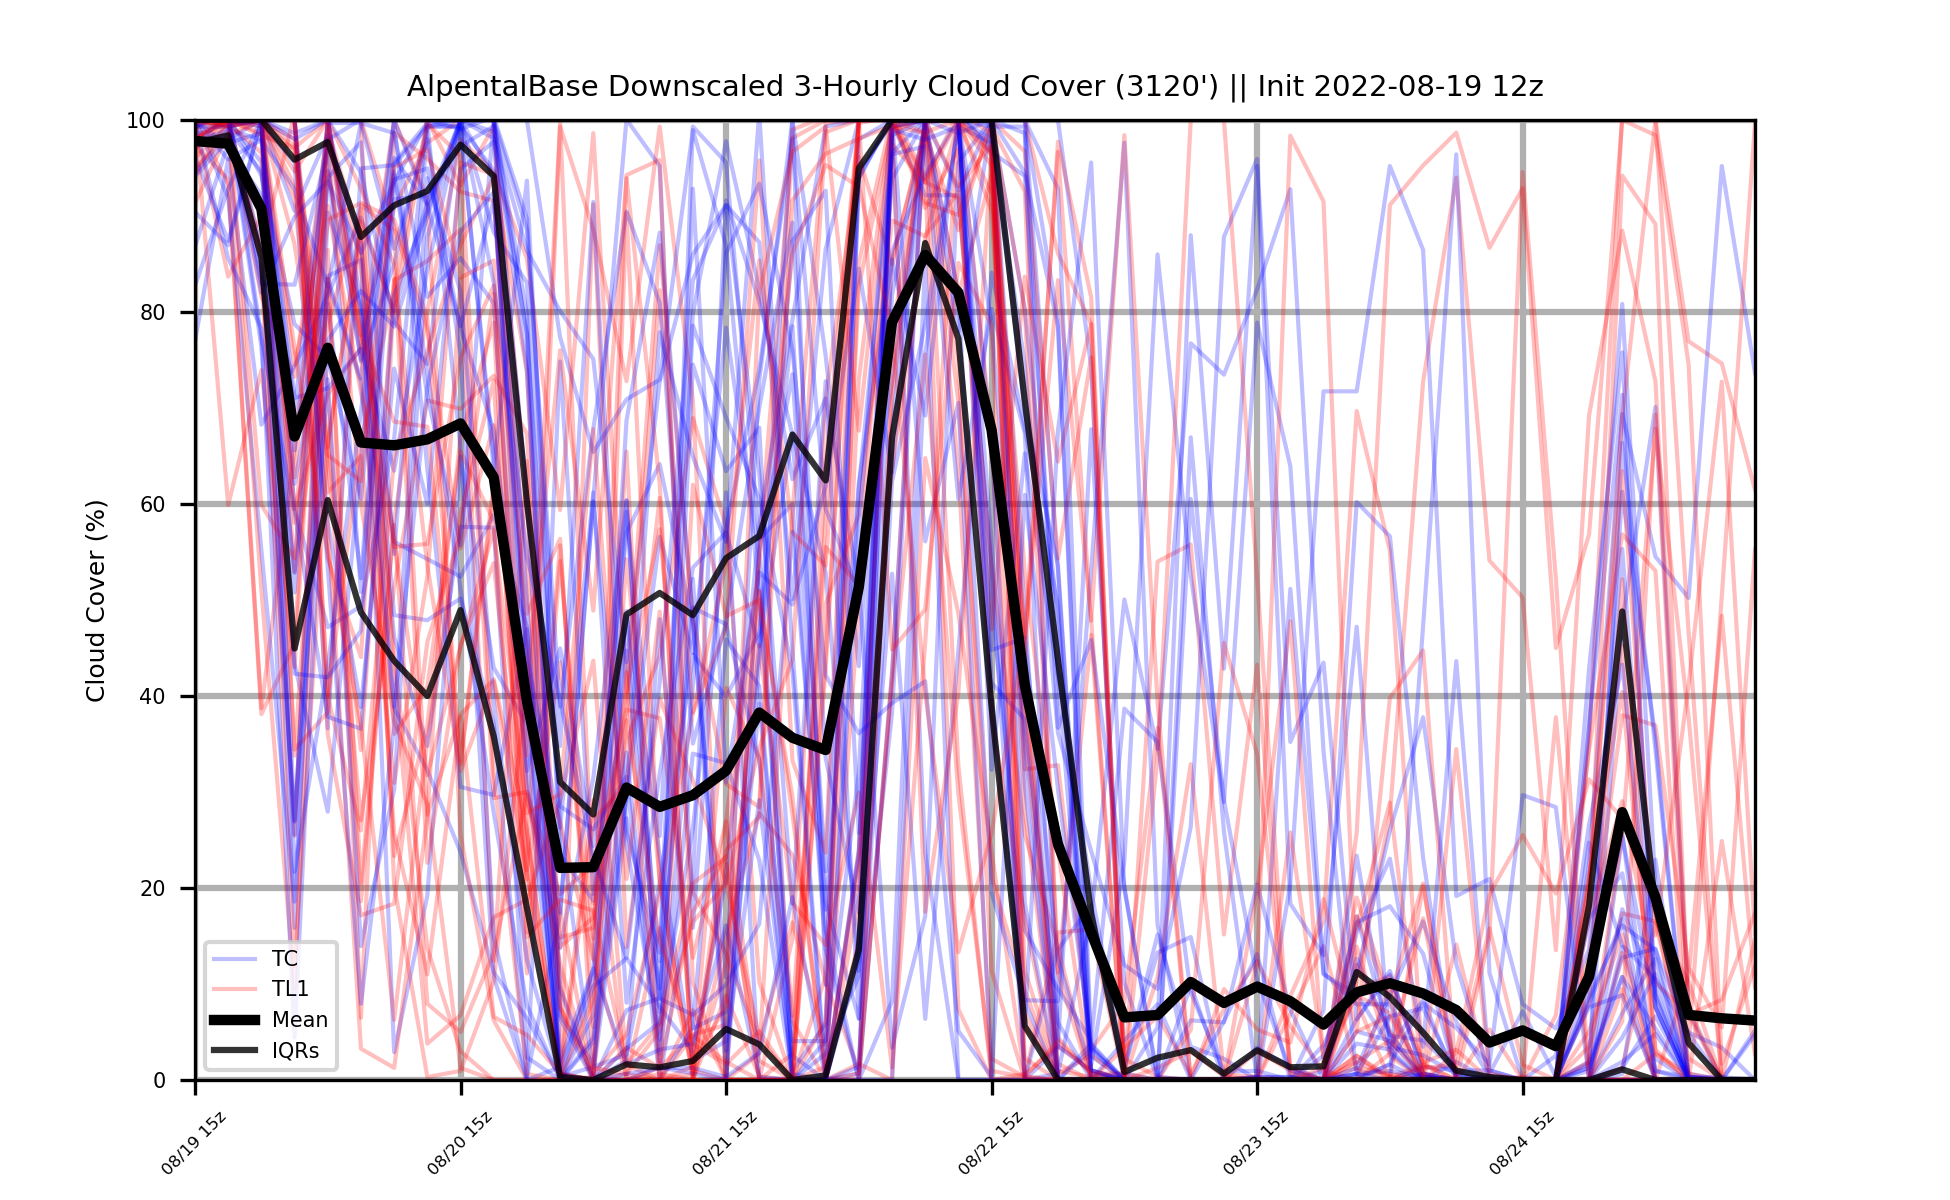 AlpentalBase Downscaled 3-Hourly Cloud Cover (3120') || Init 2022-08-19 12z
Cloud Cover (%)
100
80
60
40
20
0
TC
TL1
Mean
IQRs
08/19 15z
08/20 15z
08/21 15z
08/22 15z
08/23 15z
08/24 15z